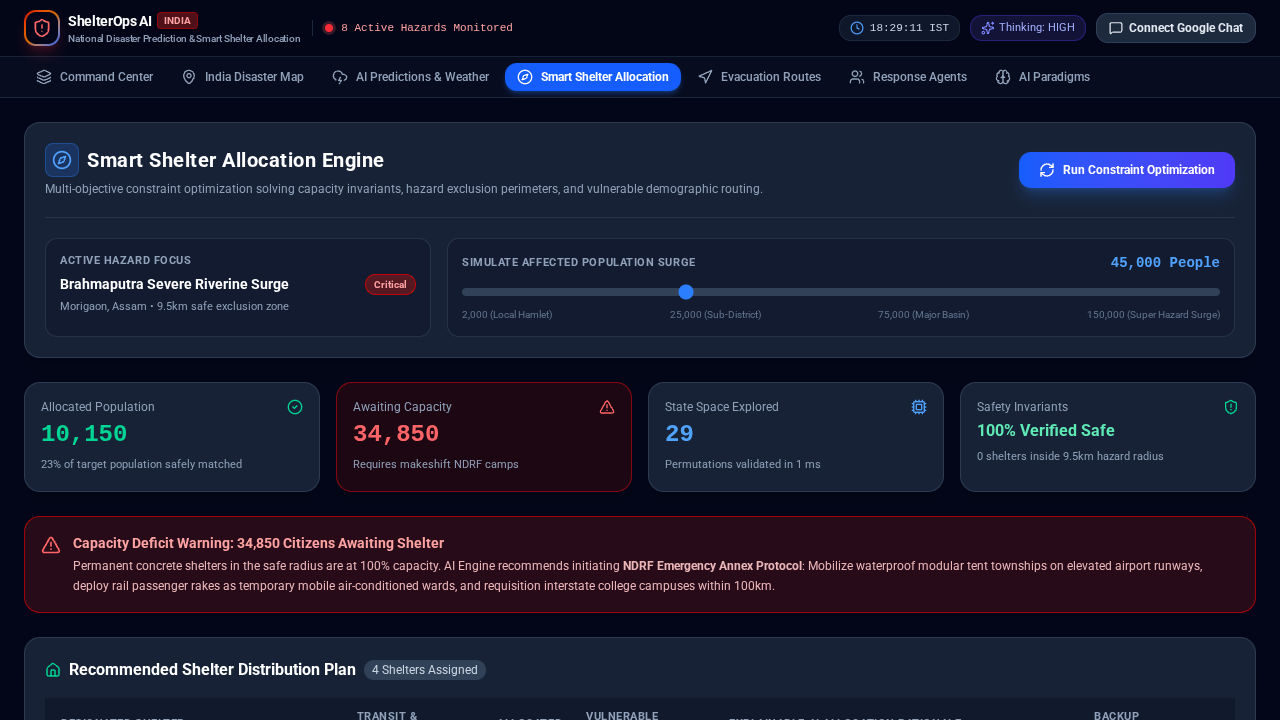 ShelterOps AI INDIA
National Disaster Prediction & Smart Shelter Allocation
8 Active Hazards Monitored
18:29:11 IST
Thinking: HIGH
Connect Google Chat
Command Center
India Disaster Map
AI Predictions & Weather
Smart Shelter Allocation
Evacuation Routes
Response Agents
AI Paradigms
Smart Shelter Allocation Engine
Multi-objective constraint optimization solving capacity invariants, hazard exclusion perimeters, and vulnerable demographic routing.
Run Constraint Optimization
ACTIVE HAZARD FOCUS
Brahmaputra Severe Riverine Surge
Critical
Morigaon, Assam • 9.5km safe exclusion zone
SIMULATE AFFECTED POPULATION SURGE
45,000 People
2,000 (Local Hamlet)
25,000 (Sub-District)
75,000 (Major Basin)
150,000 (Super Hazard Surge)
Allocated Population
10,150
23% of target population safely matched
Awaiting Capacity
34,850
Requires makeshift NDRF camps
State Space Explored
29
Permutations validated in 1 ms
Safety Invariants
100% Verified Safe
0 shelters inside 9.5km hazard radius
Capacity Deficit Warning: 34,850 Citizens Awaiting Shelter
Permanent concrete shelters in the safe radius are at 100% capacity. AI Engine recommends initiating NDRF Emergency Annex Protocol: Mobilize waterproof modular tent townships on elevated airport runways,
deploy rail passenger rakes as temporary mobile air-conditioned wards, and requisition interstate college campuses within 100km.
Recommended Shelter Distribution Plan
4 Shelters Assigned
TRANSIT &
VULNERABLE
BACKUP